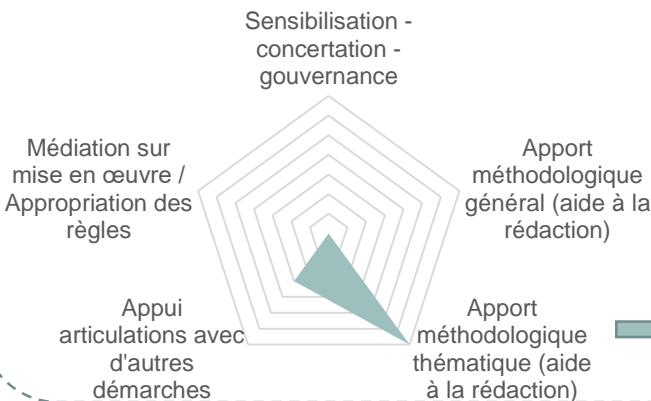 Sensibilisation -
concertation -
gouvernance
Médiation sur
mise en œuvre /
Appropriation des
règles
Apport
méthodologique
général (aide à la
rédaction)
Appui
articulations avec
d'autres
démarches
Apport
méthodologique
thématique (aide
à la rédaction)